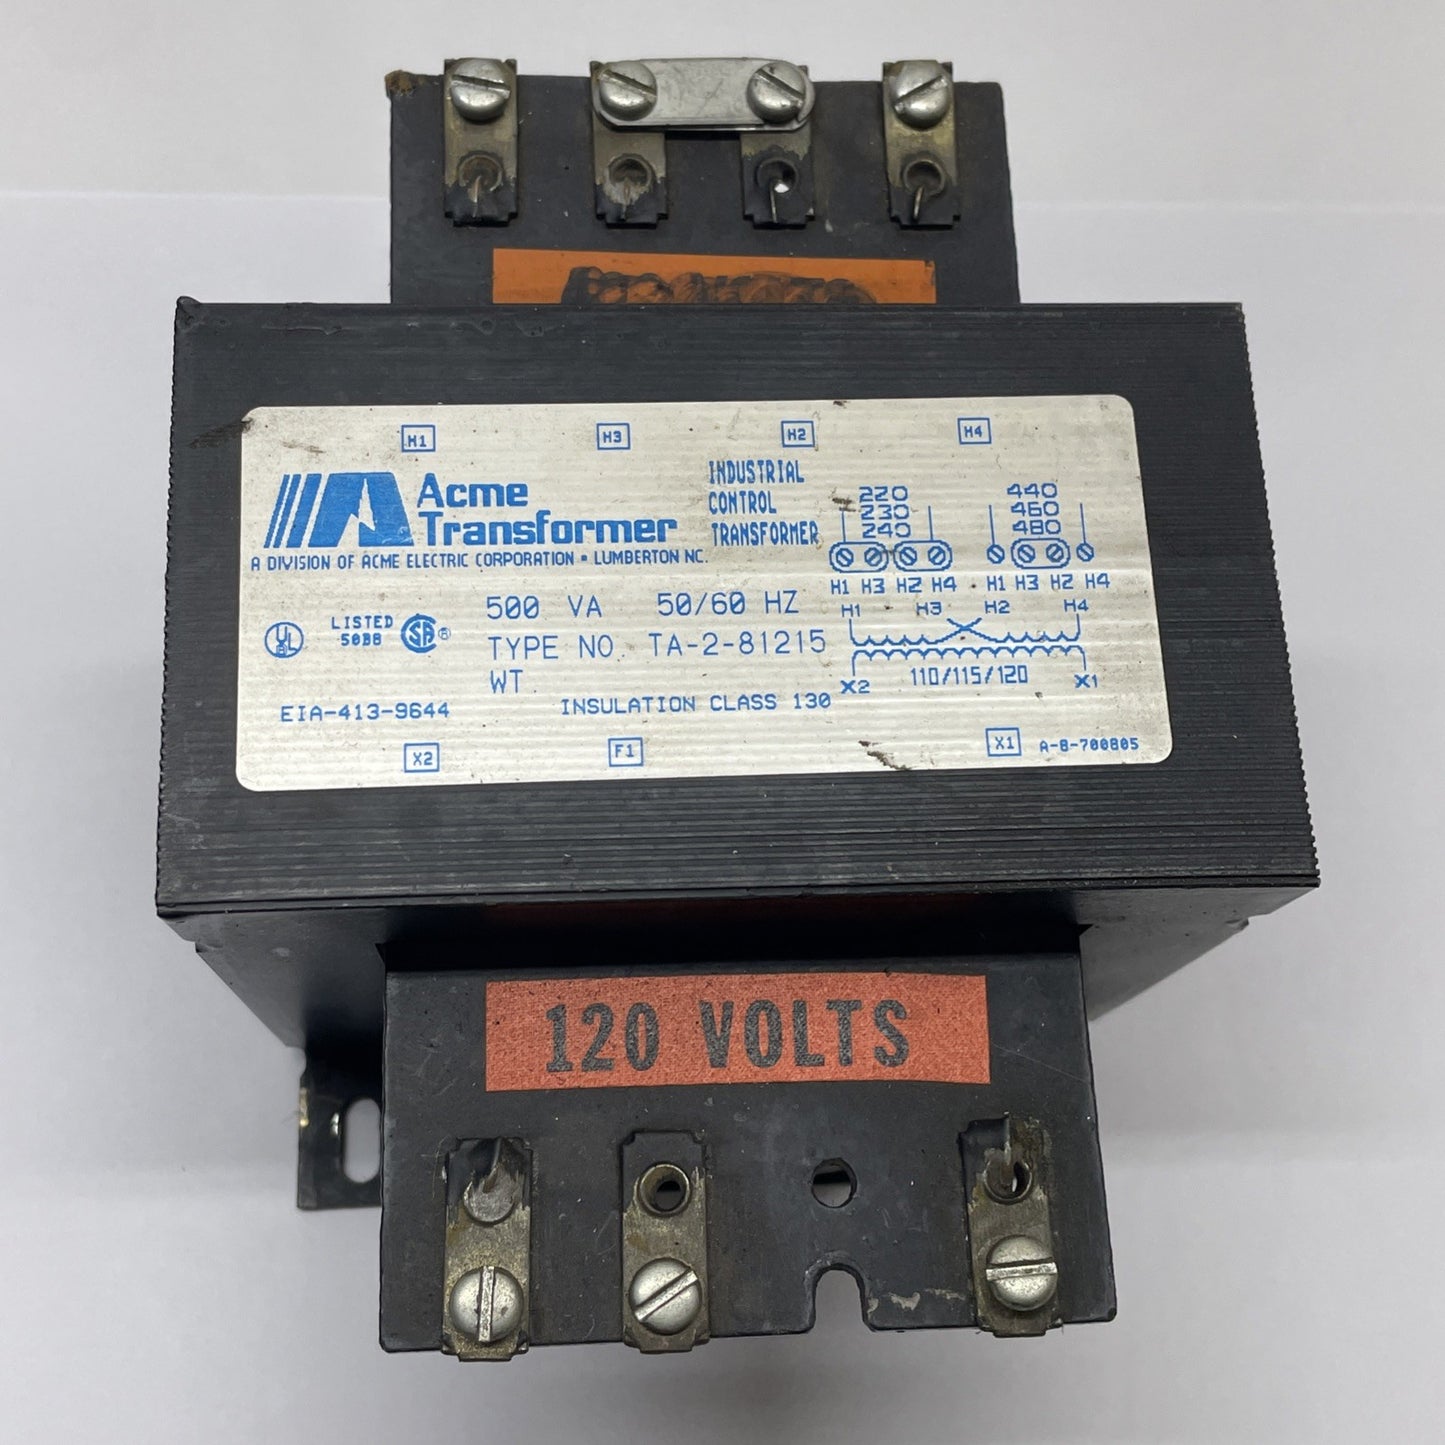 H1 H3 H2 H4
Acme
Transformer
A DIVISION OF ACME ELECTRIC CORPORATION • LUMBERTON NC.
INDUSTRIAL
CONTROL
TRANSFORMER
220 440
230 460
240 480
H1 H3 H2 H4 H1 H3 H2 H4
H1 H3 H2 H4
X2 110/115/120 X1
UL
LISTED
50BB
SA ®
500 VA 50/60 HZ
TYPE NO. TA-2-81215
WT.
EIA-413-9644 INSULATION CLASS 130
X2 F1 X1 A-8-700805
120 VOLTS